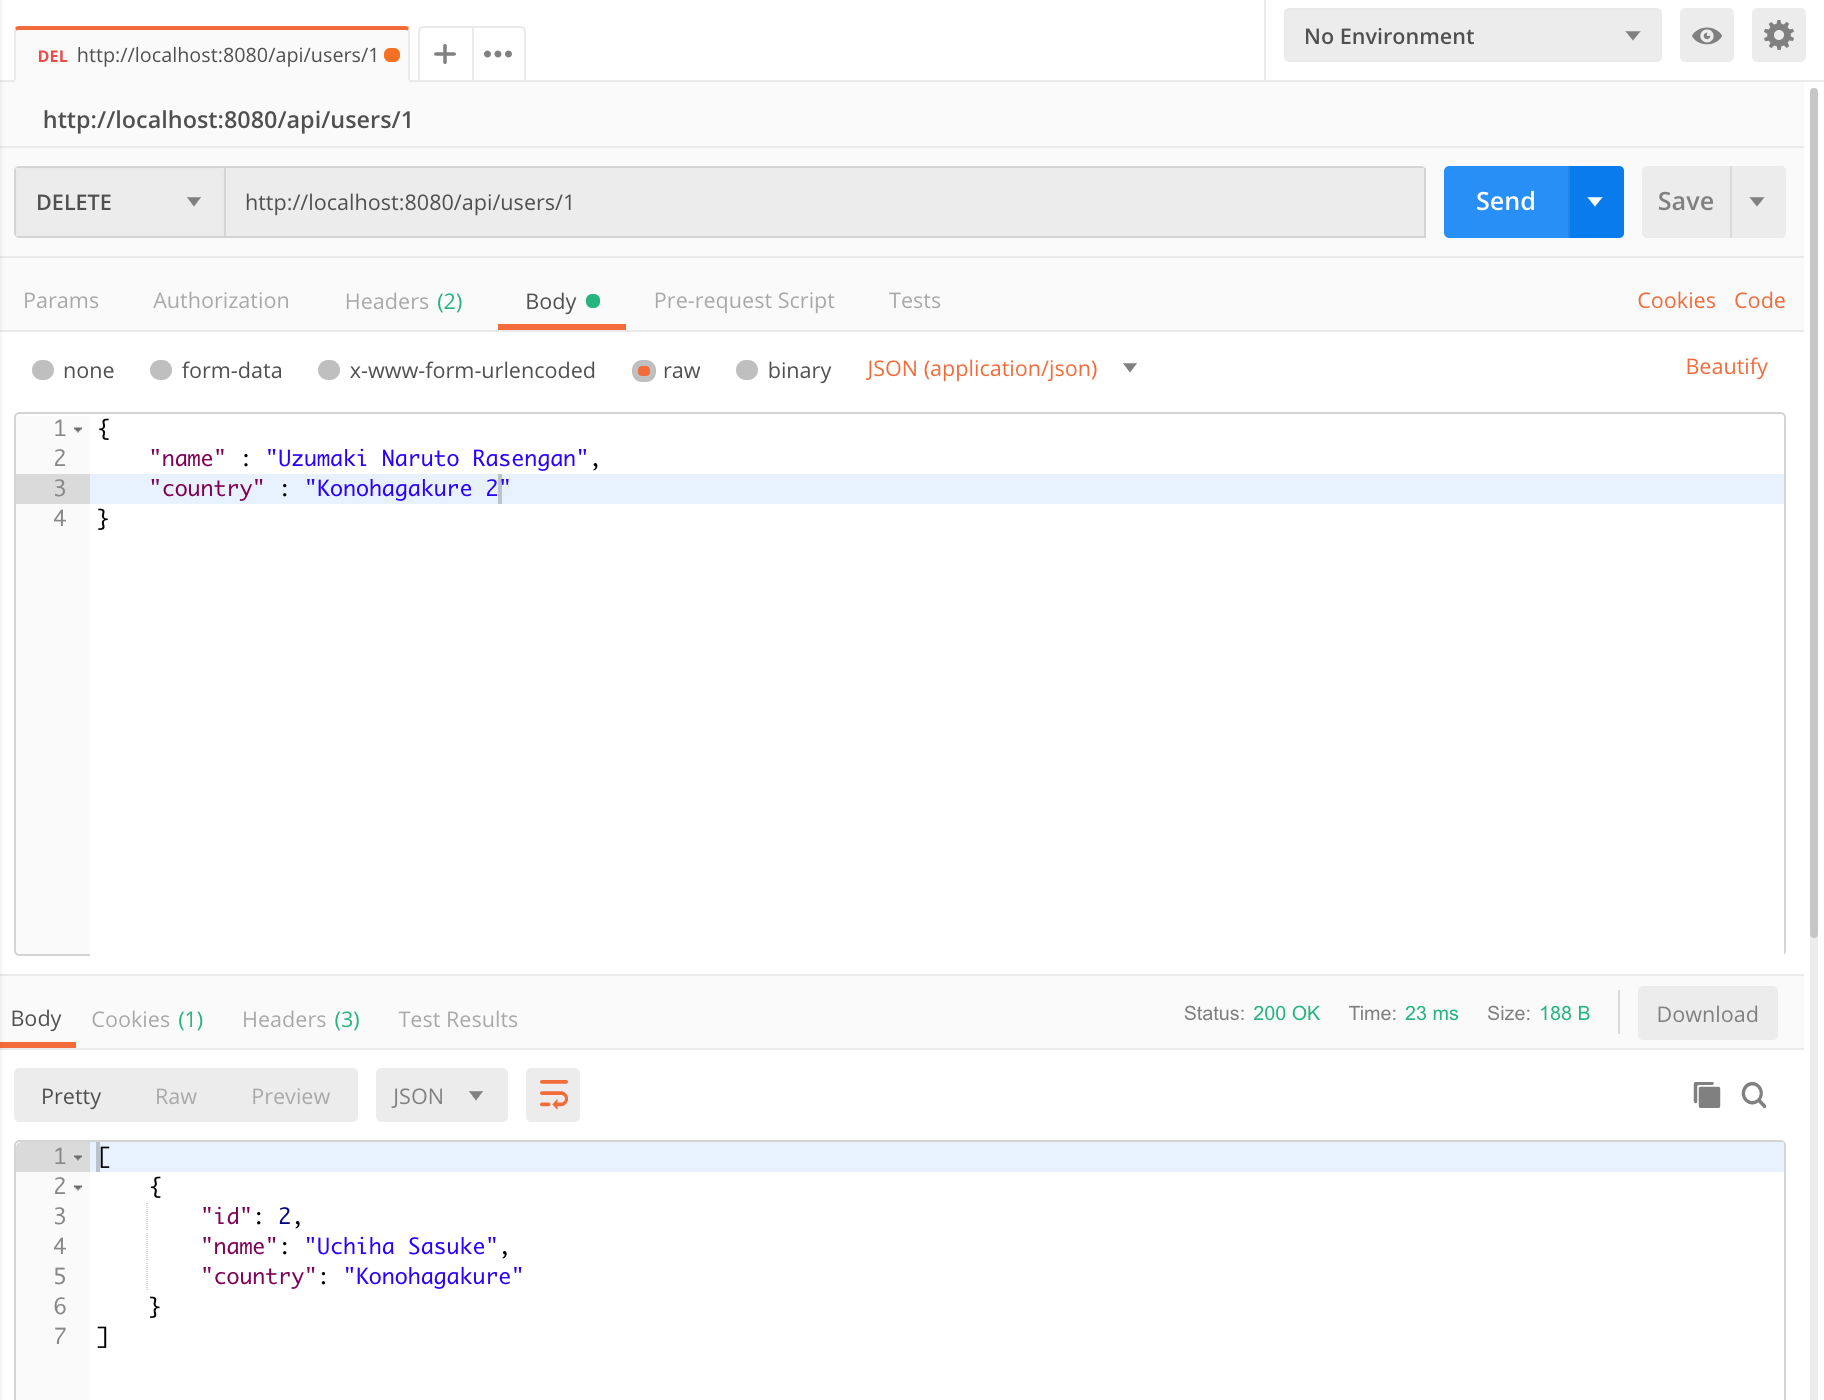 DEL http://localhost:8080/api/users/1
No Environment
http://localhost:8080/api/users/1
DELETE http://localhost:8080/api/users/1 Send Save
Params Authorization Headers (2) Body Pre-request Script Tests Cookies Code
none form-data x-www-form-urlencoded raw binary JSON (application/json) Beautify
1 {
2 "name" : "Uzumaki Naruto Rasengan",
3 "country" : "Konohagakure 2"
4 }
Body Cookies (1) Headers (3) Test Results Status: 200 OK Time: 23 ms Size: 188 B Download
Pretty Raw Preview JSON
1 [
2 {
3 "id": 2,
4 "name": "Uchiha Sasuke",
5 "country": "Konohagakure"
6 }
7 ]